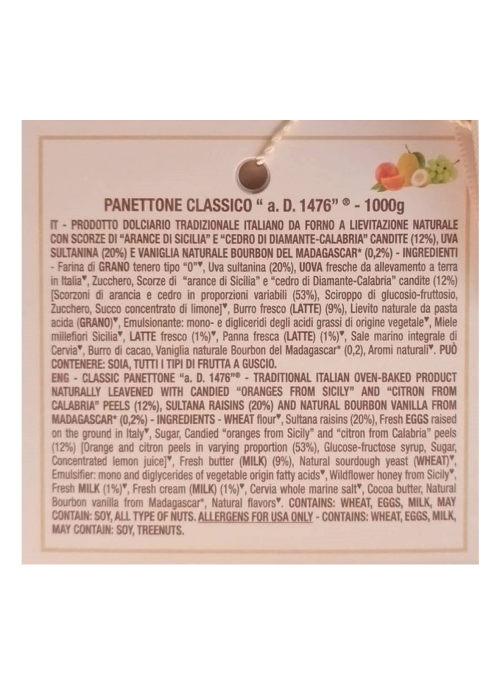 PANETTONE CLASSICO “ a. D. 1476” ® - 1000g
IT - PRODOTTO DOLCIARIO TRADIZIONALE ITALIANO DA FORNO A LIEVITAZIONE NATURALE
CON SCORZE DI “ARANCE DI SICILIA” E “CEDRO DI DIAMANTE-CALABRIA” CANDITE (12%), UVA
SULTANINA (20%) E VANIGLIA NATURALE BOURBON DEL MADAGASCAR* (0,2%) - INGREDIENTI
- Farina di GRANO tenero tipo “0”▼, Uva sultanina (20%), UOVA fresche da allevamento a terra
in Italia▼, Zucchero, Scorze di “arance di Sicilia” e “cedro di Diamante-Calabria” candite (12%)
[Scorzoni di arancia e cedro in proporzioni variabili (53%), Sciroppo di glucosio-fruttosio,
Zucchero, Succo concentrato di limone]▼, Burro fresco (LATTE) (9%), Lievito naturale da pasta
acida (GRANO)▼, Emulsionante: mono- e digliceridi degli acidi grassi di origine vegetale▼, Miele
millefiori Sicilia▼, LATTE fresco (1%)▼, Panna fresca (LATTE) (1%)▼, Sale marino integrale di
Cervia▼, Burro di cacao, Vaniglia naturale Bourbon del Madagascar* (0,2), Aromi naturali▼. PUÒ
CONTENERE: SOIA, TUTTI I TIPI DI FRUTTA A GUSCIO.
ENG - CLASSIC PANETTONE “a. D. 1476”® - TRADITIONAL ITALIAN OVEN-BAKED PRODUCT
NATURALLY LEAVENED WITH CANDIED “ORANGES FROM SICILY” AND “CITRON FROM
CALABRIA” PEELS (12%), SULTANA RAISINS (20%) AND NATURAL BOURBON VANILLA FROM
MADAGASCAR* (0,2%) - INGREDIENTS - WHEAT flour▼, Sultana raisins (20%), Fresh EGGS raised
on the ground in Italy▼, Sugar, Candied “oranges from Sicily” and “citron from Calabria” peels
(12%) [Orange and citron peels in varying proportion (53%), Glucose-fructose syrup, Sugar,
Concentrated lemon juice]▼, Fresh butter (MILK) (9%), Natural sourdough yeast (WHEAT)▼,
Emulsifier: mono and diglycerides of vegetable origin fatty acids▼, Wildflower honey from Sicily▼,
Fresh MILK (1%)▼, Fresh cream (MILK) (1%)▼, Cervia whole marine salt▼, Cocoa butter, Natural
Bourbon vanilla from Madagascar*, Natural flavors▼. CONTAINS: WHEAT, EGGS, MILK, MAY
CONTAIN: SOY, ALL TYPE OF NUTS. ALLERGENS FOR USA ONLY - CONTAINS: WHEAT, EGGS, MILK,
MAY CONTAIN: SOY, TREENUTS.